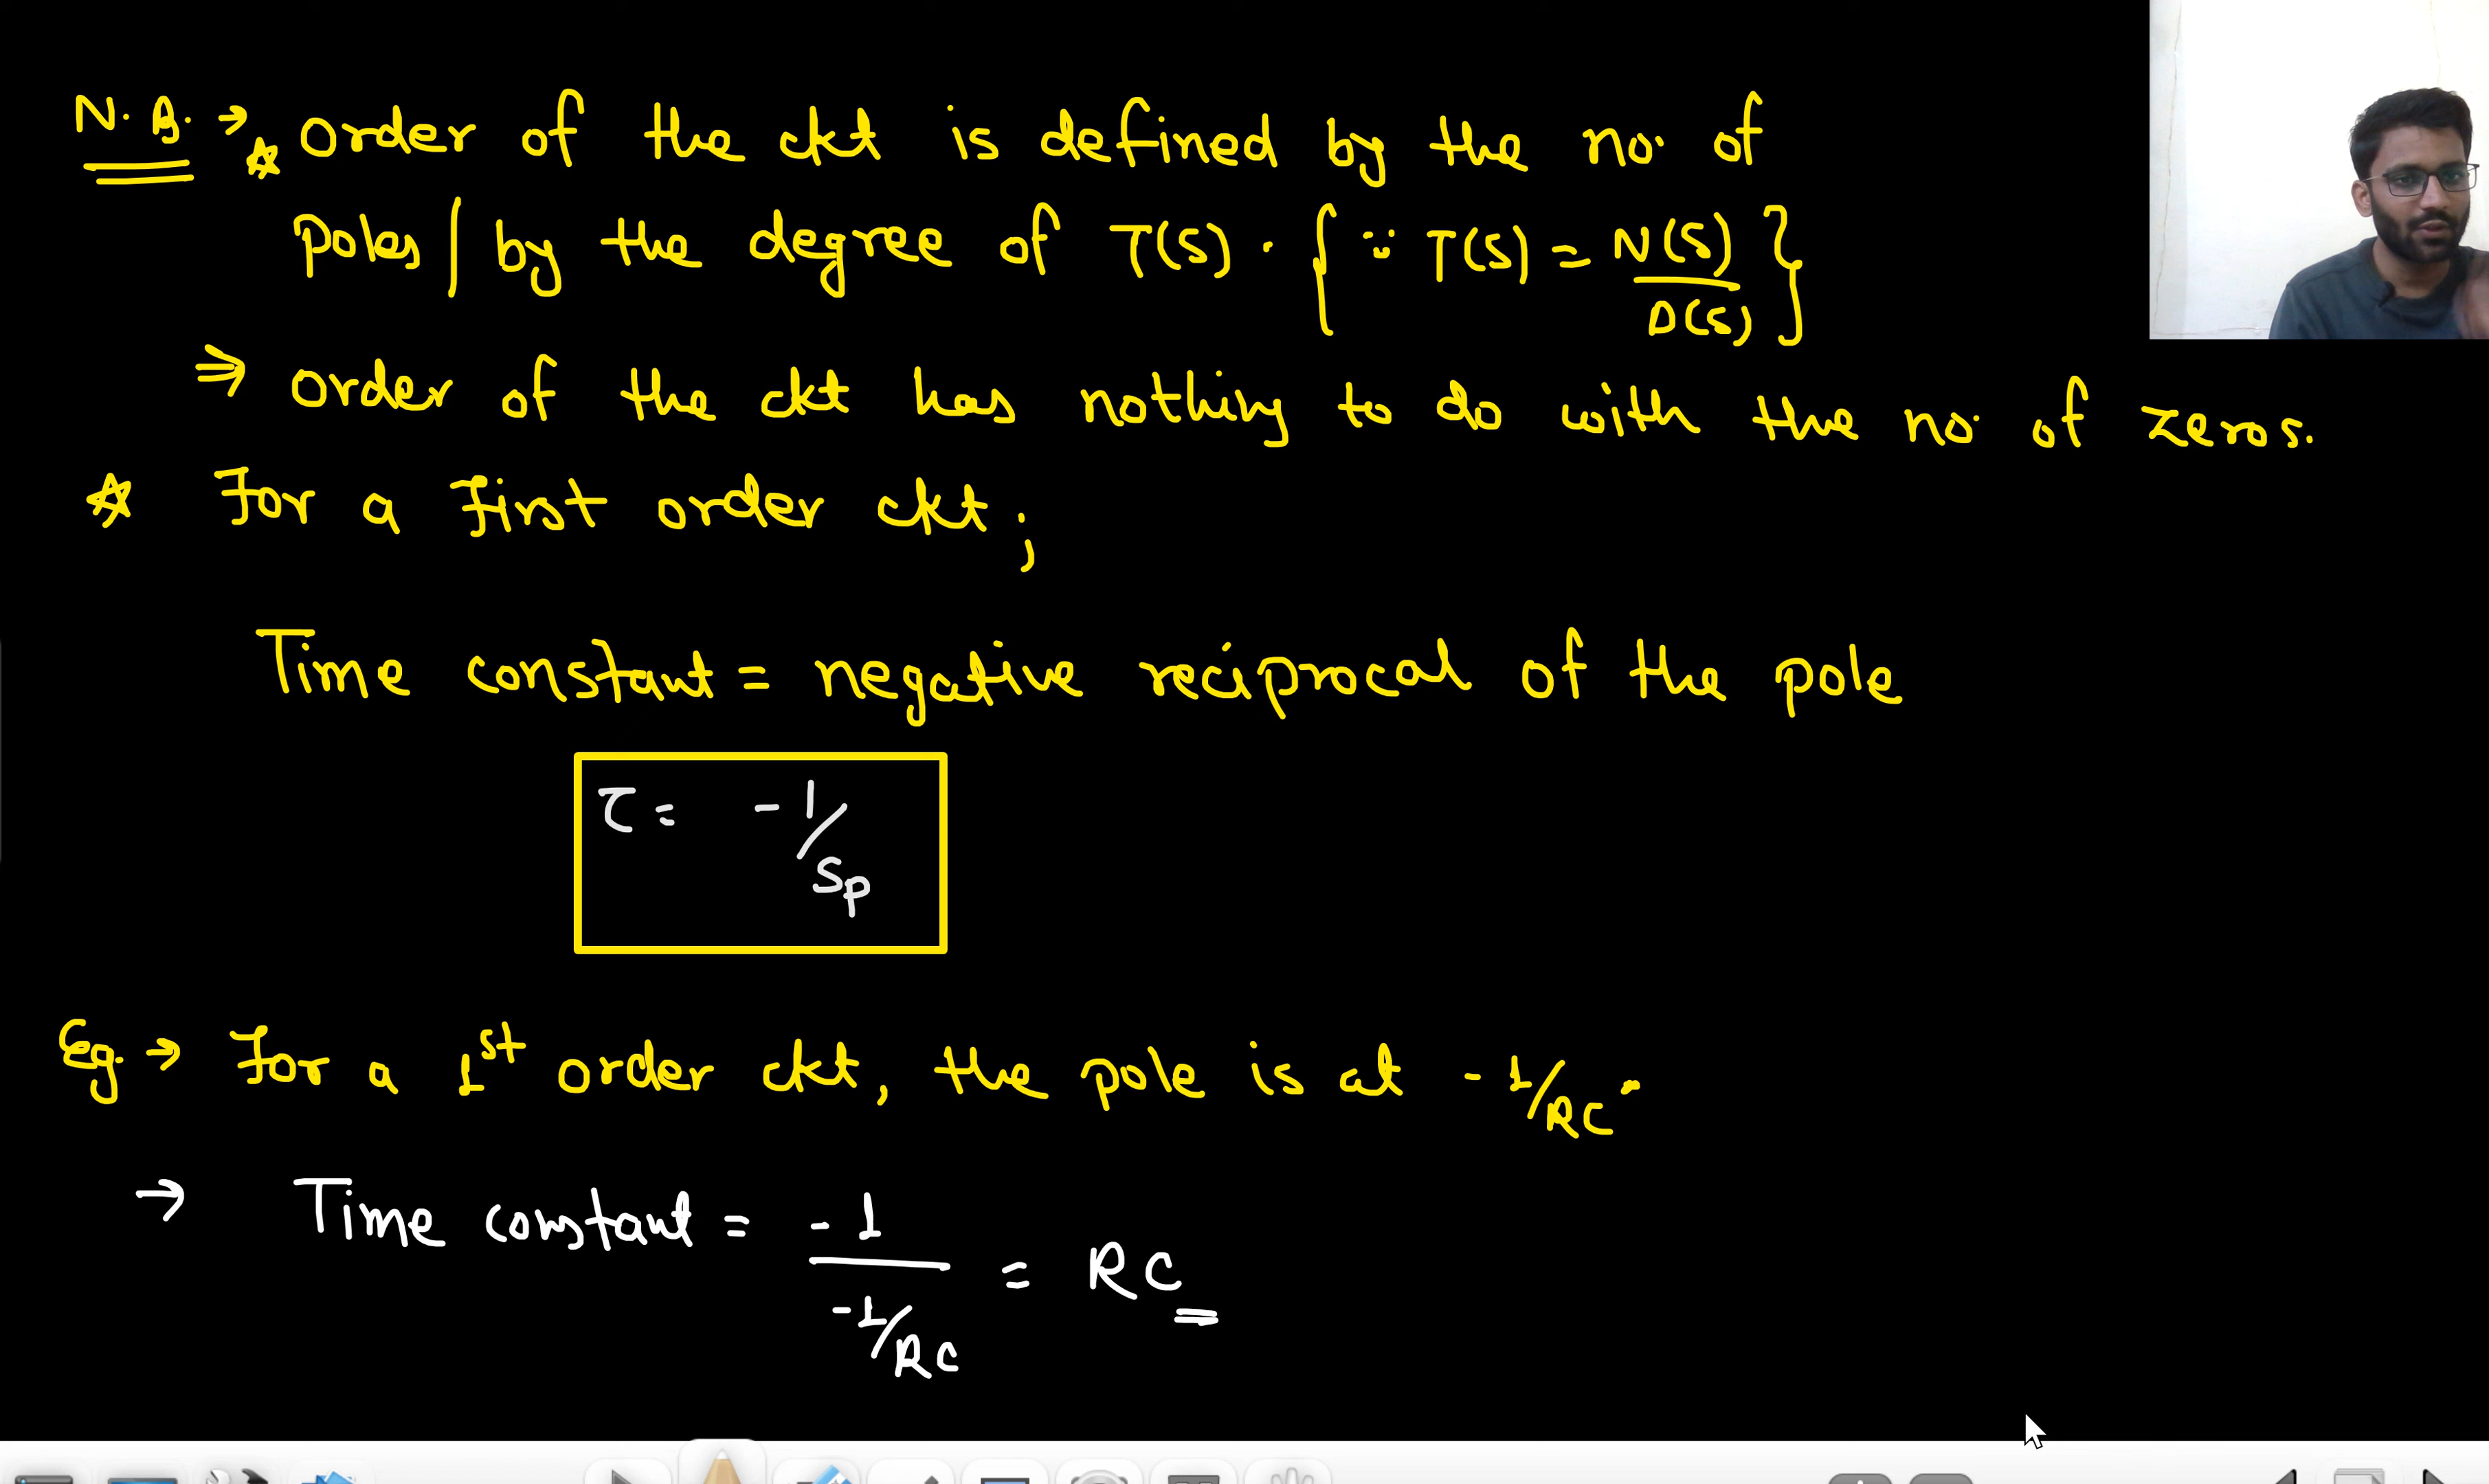 N.B. → ☆ Order of the ckt is defined by the no. of
Poles / by the degree of T(S). { ∵ T(S) = N(S)/D(S) }
⇒ Order of the ckt has nothing to do with the no. of zeros.
☆ For a First order ckt;
Time constant = negative reciprocal of the pole
τ = -1/Sp
Eg. → For a 1st order ckt, the pole is at -1/RC.
→ Time constant = -1/(-1/RC) = RC